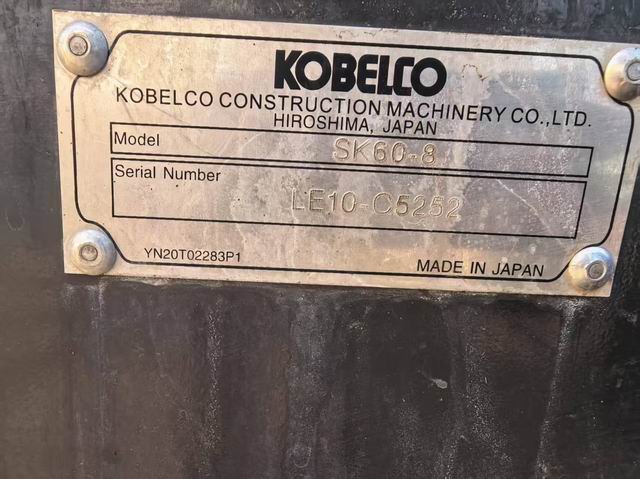 KOBELCO
KOBELCO CONSTRUCTION MACHINERY CO.,LTD.
HIROSHIMA, JAPAN
Model SK60-8
Serial Number
LE10-C5252
YN20T02283P1 MADE IN JAPAN